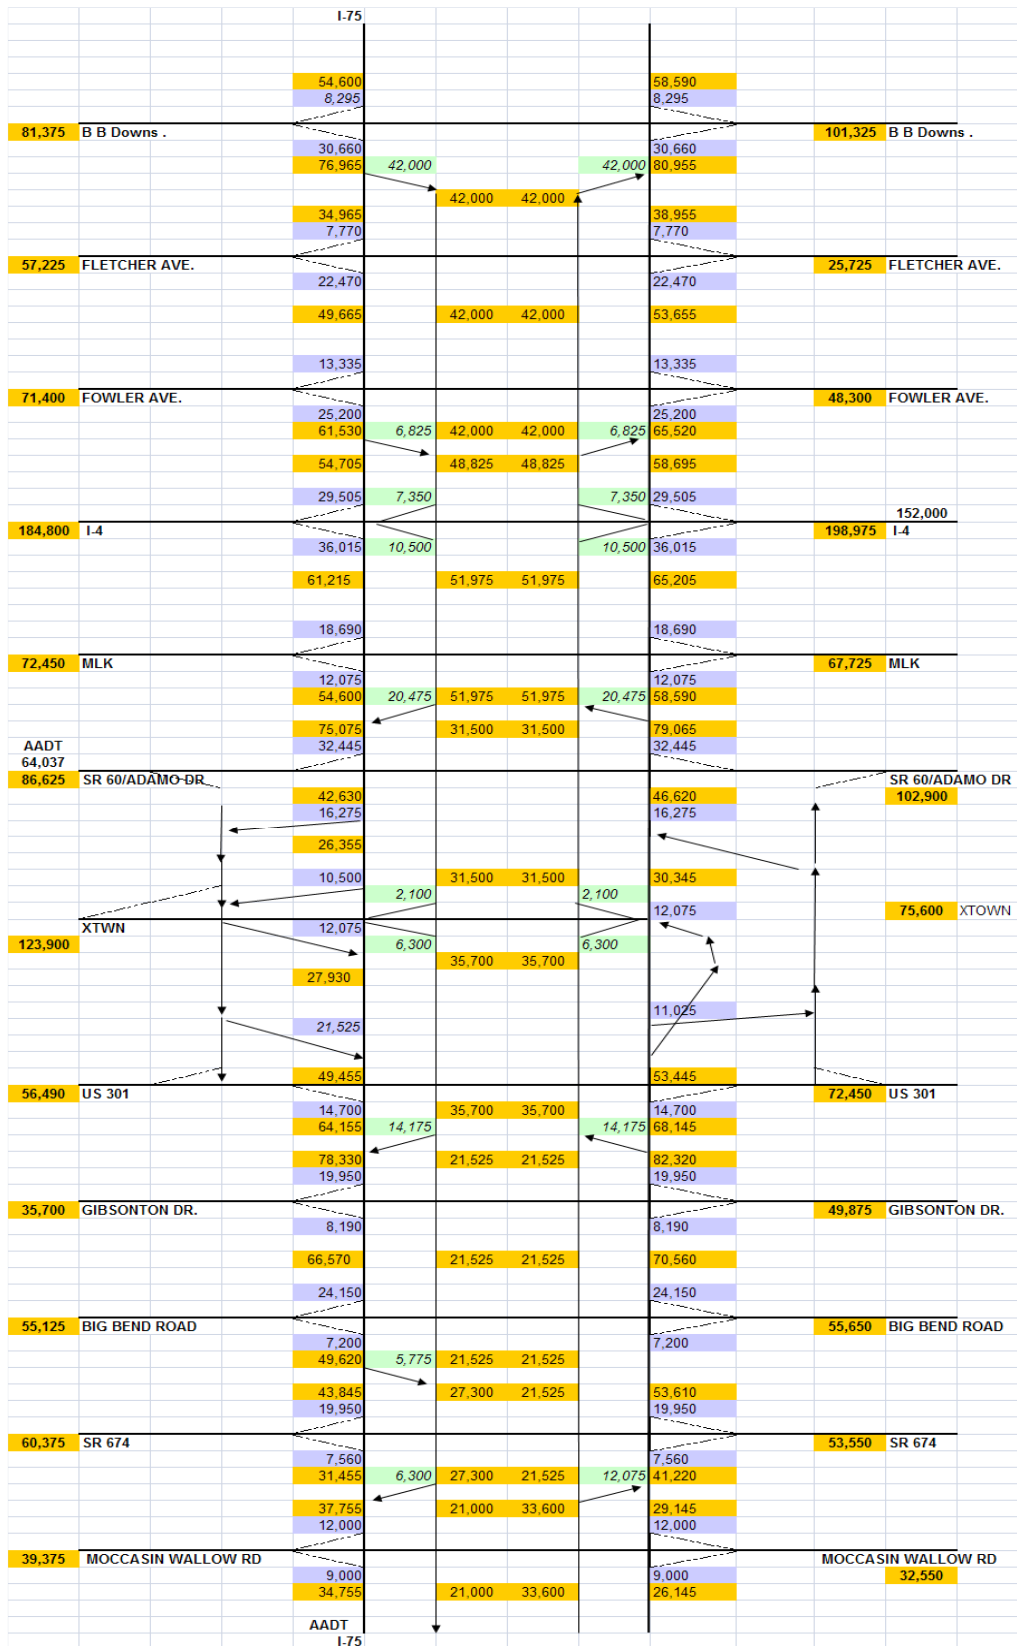 I-75
54,600 58,590
8,295 8,295
81,375 B B Downs . 101,325 B B Downs .
30,660 30,660
76,965 42,000 42,000 80,955
42,000 42,000
34,965 38,955
7,770 7,770
57,225 FLETCHER AVE. 25,725 FLETCHER AVE.
22,470 22,470
49,665 42,000 42,000 53,655
13,335 13,335
71,400 FOWLER AVE. 48,300 FOWLER AVE.
25,200 25,200
61,530 6,825 42,000 42,000 6,825 65,520
54,705 48,825 48,825 58,695
29,505 7,350 7,350 29,505
152,000
184,800 I-4 198,975 I-4
36,015 10,500 10,500 36,015
61,215 51,975 51,975 65,205
18,690 18,690
72,450 MLK 67,725 MLK
12,075 12,075
54,600 20,475 51,975 51,975 20,475 58,590
75,075 31,500 31,500 79,065
AADT 32,445 32,445
64,037
86,625 SR 60/ADAMO DR SR 60/ADAMO DR
42,630 46,620 102,900
16,275 16,275
26,355
10,500 31,500 31,500 30,345
2,100 2,100
12,075 75,600 XTOWN
XTWN 12,075
123,900 6,300 6,300
35,700 35,700
27,930
11,025
21,525
49,455 53,445
56,490 US 301 72,450 US 301
14,700 35,700 35,700 14,700
64,155 14,175 14,175 68,145
78,330 21,525 21,525 82,320
19,950 19,950
35,700 GIBSONTON DR. 49,875 GIBSONTON DR.
8,190 8,190
66,570 21,525 21,525 70,560
24,150 24,150
55,125 BIG BEND ROAD 55,650 BIG BEND ROAD
7,200 7,200
49,620 5,775 21,525 21,525
43,845 27,300 21,525 53,610
19,950 19,950
60,375 SR 674 53,550 SR 674
7,560 7,560
31,455 6,300 27,300 21,525 12,075 41,220
37,755 21,000 33,600 29,145
12,000 12,000
39,375 MOCCASIN WALLOW RD MOCCASIN WALLOW RD
9,000 9,000 32,550
34,755 21,000 33,600 26,145
AADT
I-75